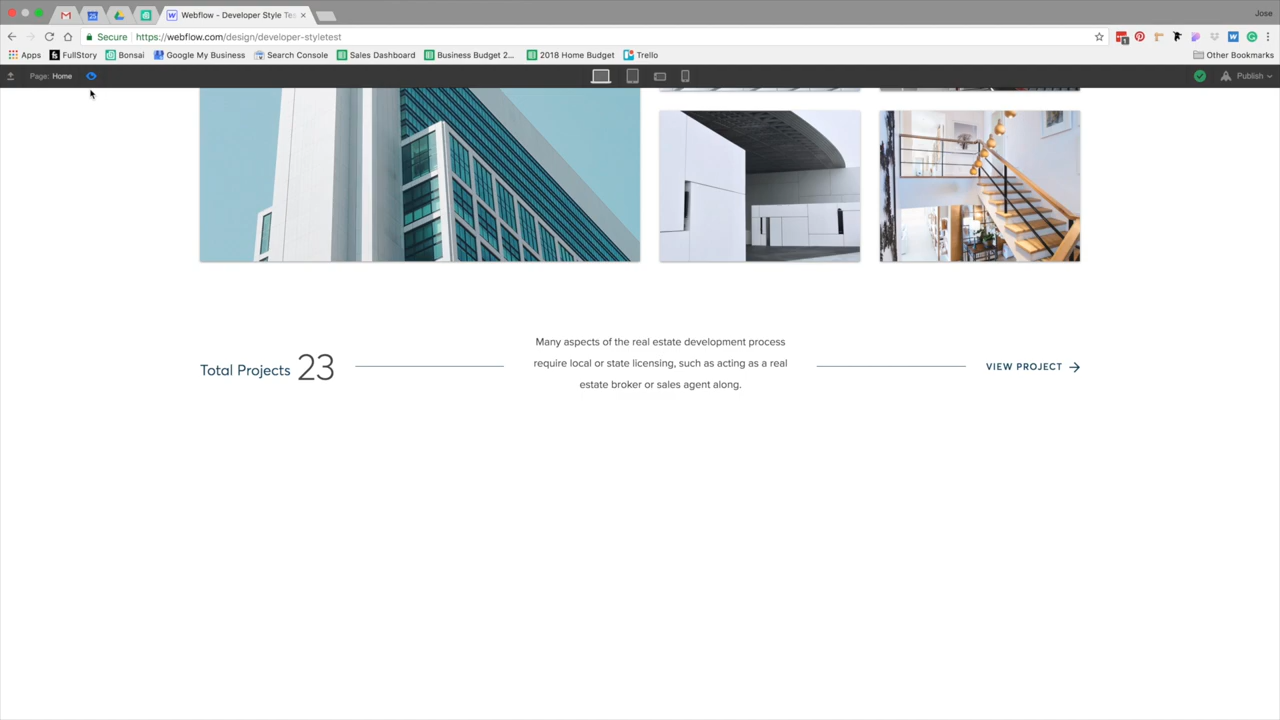 Jose
Webflow - Developer Style Te
Secure
https://webflow.com/design/developer-styletest
Apps
FullStory
Bonsai
Google My Business
Search Console
Sales Dashboard
Business Budget 2...
2018 Home Budget
Trello
Other Bookmarks
Page: Home
Publish
Many aspects of the real estate development process
require local or state licensing, such as acting as a real
estate broker or sales agent along.
Total Projects 23
VIEW PROJECT